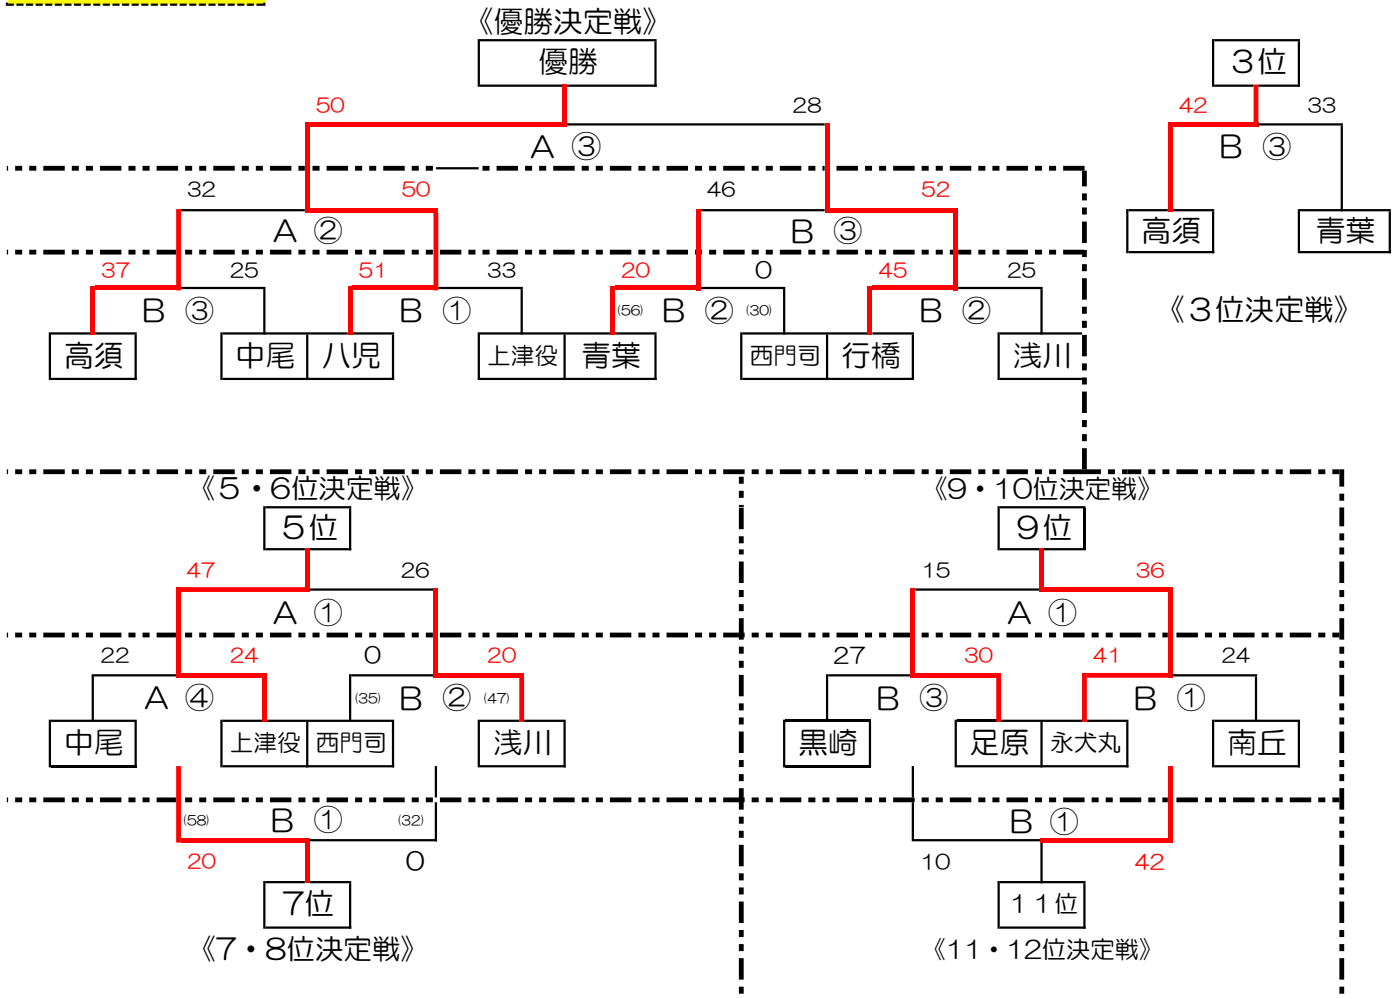 《優勝決定戦》
優勝 3位
50 28 42 33
A ③ B ③
32 50 46 52
A ② B ③ 高須 青葉
37 25 51 33 20 0 45 25
B ③ B ① (56) B ② (30) B ② 《3位決定戦》
高須 中尾 八児 上津役 青葉 西門司 行橋 浅川
《5・6位決定戦》 《9・10位決定戦》
5位 9位
47 26 15 36
A ① A ①
22 24 0 20 27 30 41 24
A ④ (35) B ② (47) B ③ B ①
中尾 上津役 西門司 浅川 黒崎 足原 永犬丸 南丘
(58) B ① (32) B ①
20 0 10 42
7位 11位
《7・8位決定戦》 《11・12位決定戦》